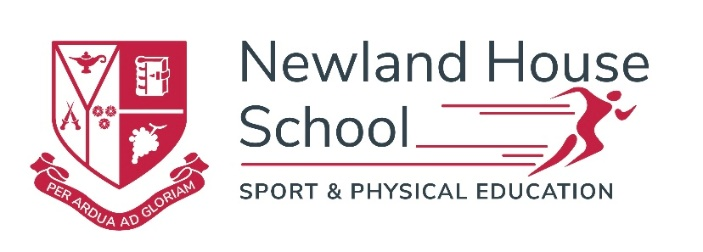 Newland House
School
SPORT & PHYSICAL EDUCATION
PER ARDUA AD GLORIAM